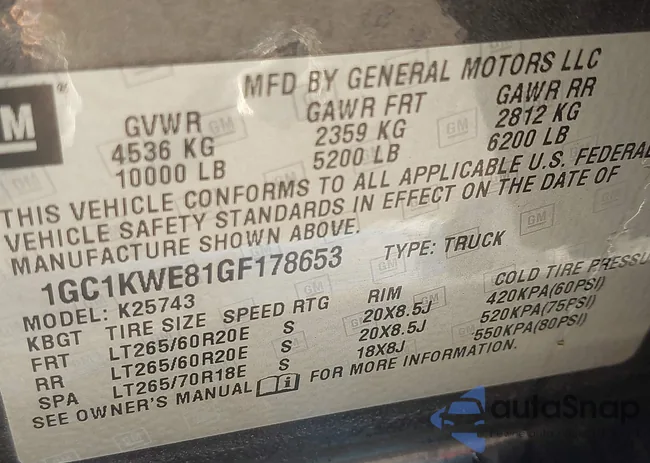 GM
MFD BY GENERAL MOTORS LLC
GVWR GAWR FRT GAWR RR
4536 KG 2359 KG 2812 KG
10000 LB 5200 LB 6200 LB
THIS VEHICLE CONFORMS TO ALL APPLICABLE U.S. FEDERAL
VEHICLE SAFETY STANDARDS IN EFFECT ON THE DATE OF
MANUFACTURE SHOWN ABOVE.
1GC1KWE81GF178653 TYPE: TRUCK
MODEL: K25743
KBGT TIRE SIZE SPEED RTG RIM COLD TIRE PRESSU
FRT LT265/60R20E S 20X8.5J 420KPA(60PSI)
RR LT265/60R20E S 20X8.5J 520KPA(75PSI)
SPA LT265/70R18E S 18X8J 550KPA(80PSI)
SEE OWNER'S MANUAL FOR MORE INFORMATION.
autoSnap